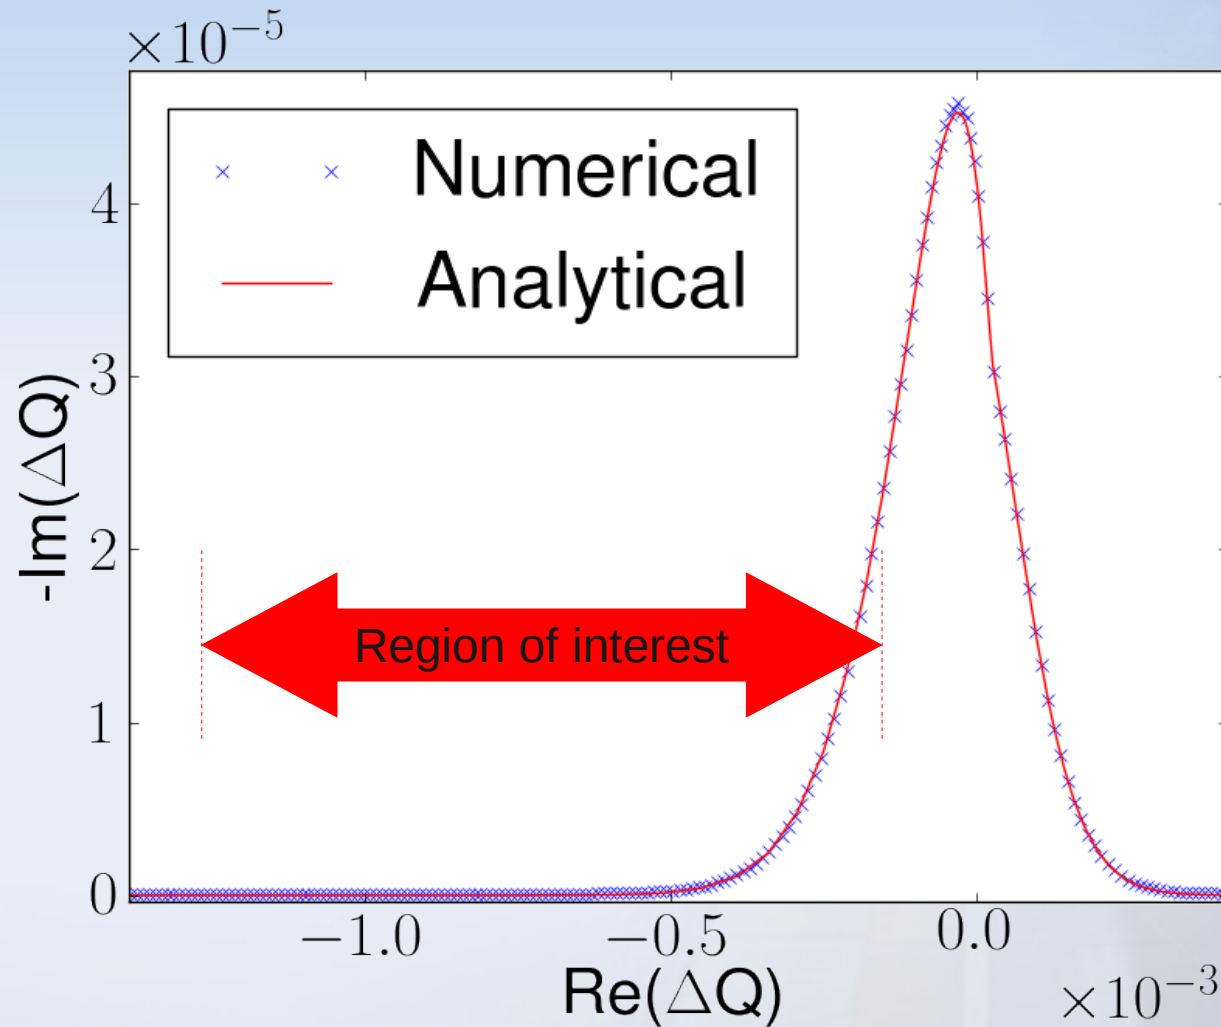 ×10⁻⁵
Numerical
Analytical
4
3
2
1
0
-Im(ΔQ)
Region of interest
−1.0
−0.5
0.0
Re(ΔQ)
×10⁻³